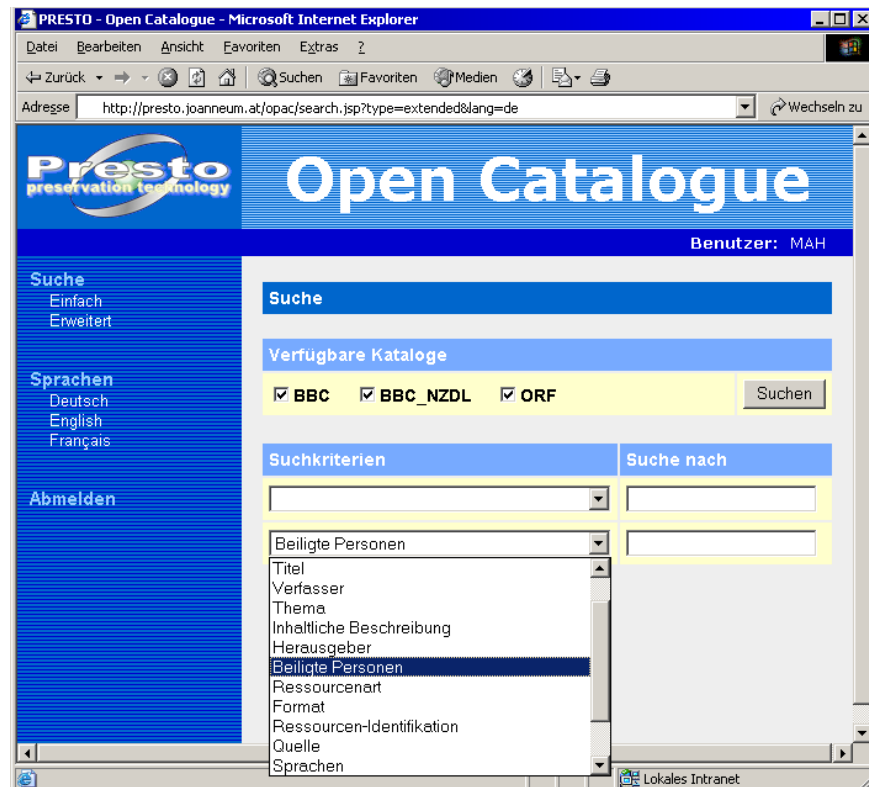 PRESTO - Open Catalogue - Microsoft Internet Explorer
Datei Bearbeiten Ansicht Favoriten Extras ?
Zurück Suchen Favoriten Medien
Adresse http://presto.joanneum.at/opac/search.jsp?type=extended&lang=de Wechseln zu
Presto
preservation technology
Open Catalogue
Benutzer: MAH
Suche
Einfach
Erweitert
Sprachen
Deutsch
English
Français
Abmelden
Suche
Verfügbare Kataloge
BBC BBC_NZDL ORF Suchen
Suchkriterien Suche nach
Beiligte Personen
Titel
Verfasser
Thema
Inhaltliche Beschreibung
Herausgeber
Beiligte Personen
Ressourcenart
Format
Ressourcen-Identifikation
Quelle
Sprachen
Lokales Intranet